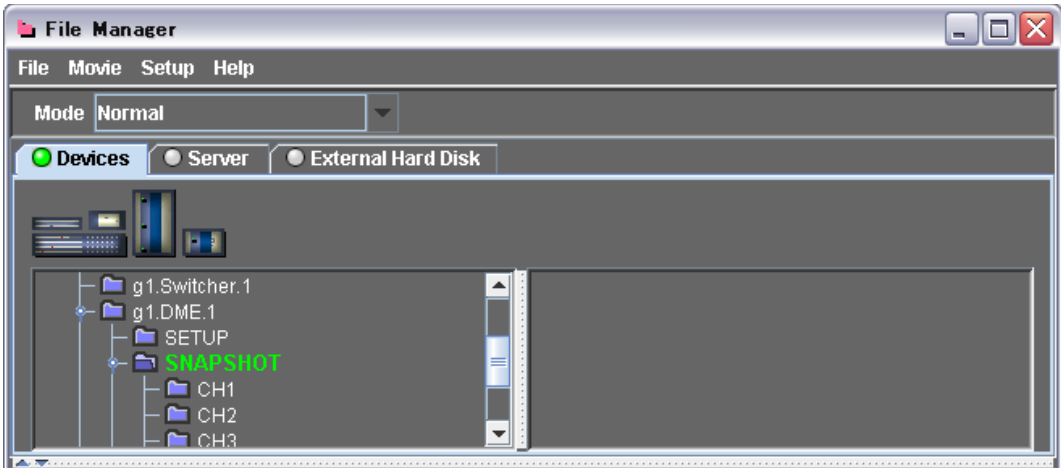 File Manager
File Movie Setup Help
Mode Normal
Devices Server External Hard Disk
g1.Switcher.1
g1.DME.1
SETUP
SNAPSHOT
CH1
CH2
CH3